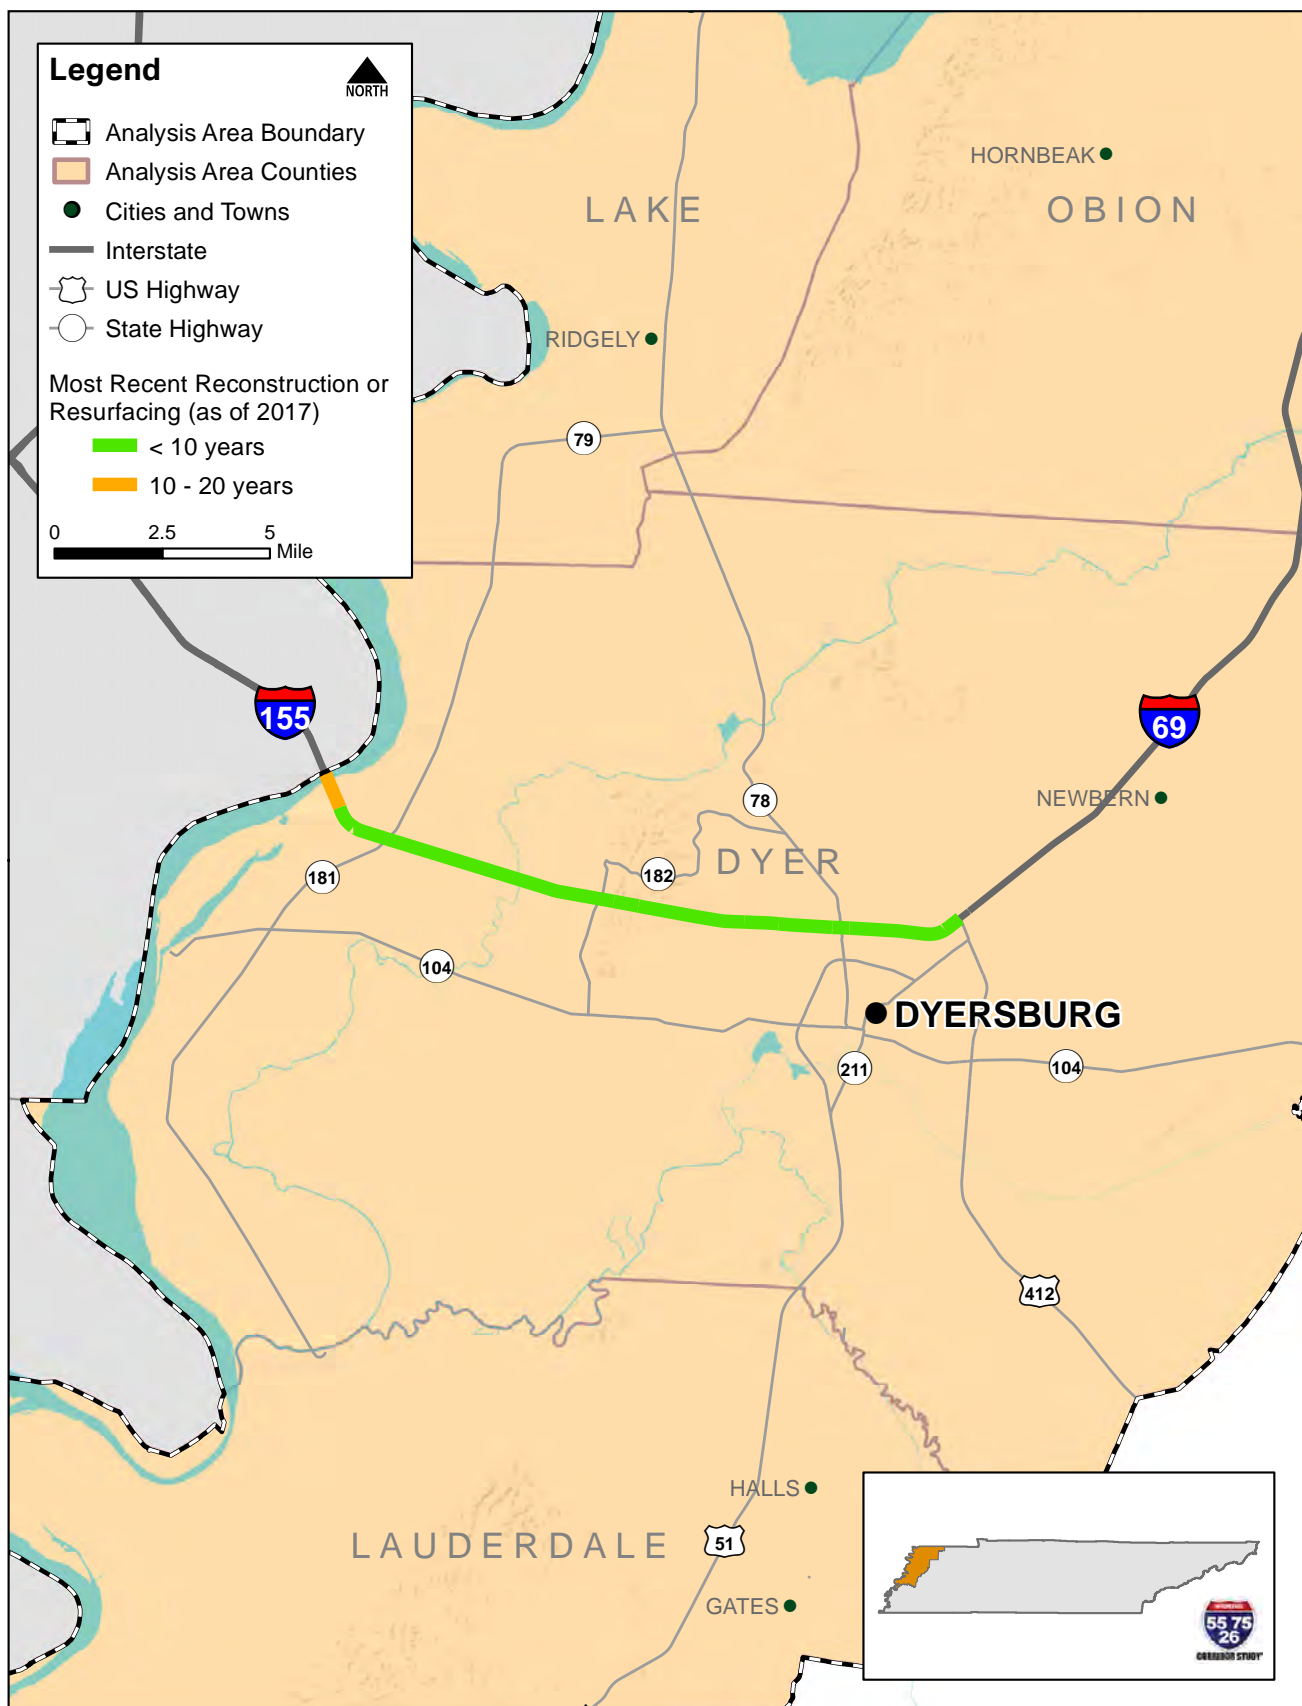 Legend
NORTH
Analysis Area Boundary
Analysis Area Counties
Cities and Towns
Interstate
US Highway
State Highway
Most Recent Reconstruction or
Resurfacing (as of 2017)
< 10 years
10 - 20 years
0 2.5 5
Mile
HORNBEAK
LAKE
OBION
RIDGELY
79
155
69
NEWBERN
78
DYER
182
181
104
DYERSBURG
211
104
412
HALLS
51
LAUDERDALE
GATES
55 75
26
CORRIDOR STUDY